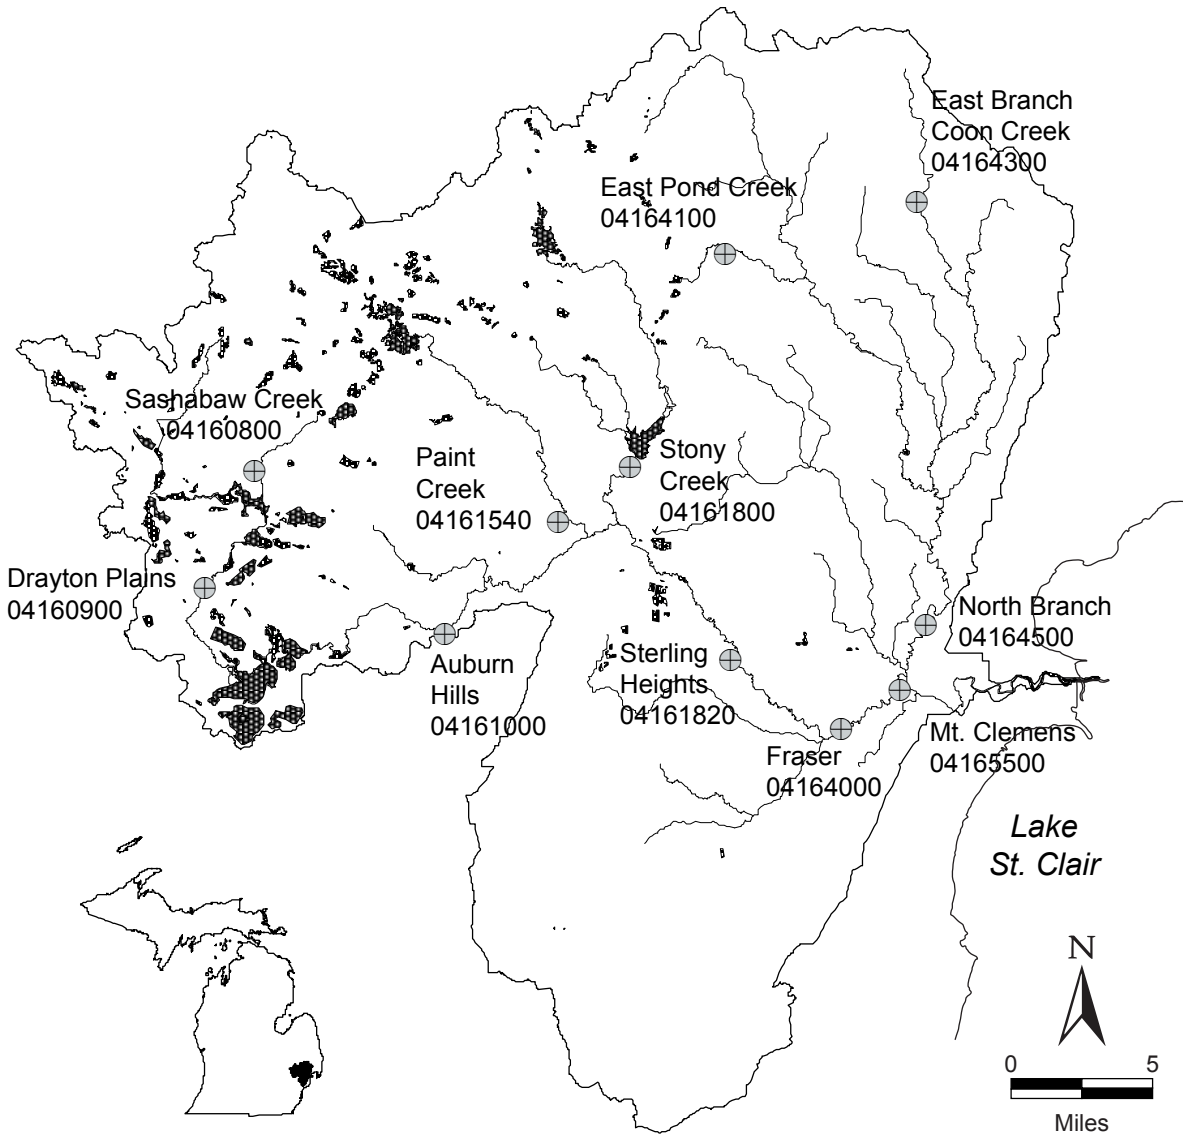 East Branch
Coon Creek
04164300
East Pond Creek
04164100
Sashabaw Creek
04160800
Paint
Creek
04161540
Stony
Creek
04161800
Drayton Plains
04160900
North Branch
04164500
Auburn
Hills
04161000
Sterling
Heights
04161820
Mt. Clemens
04165500
Fraser
04164000
Lake
St. Clair
N
0 5
Miles